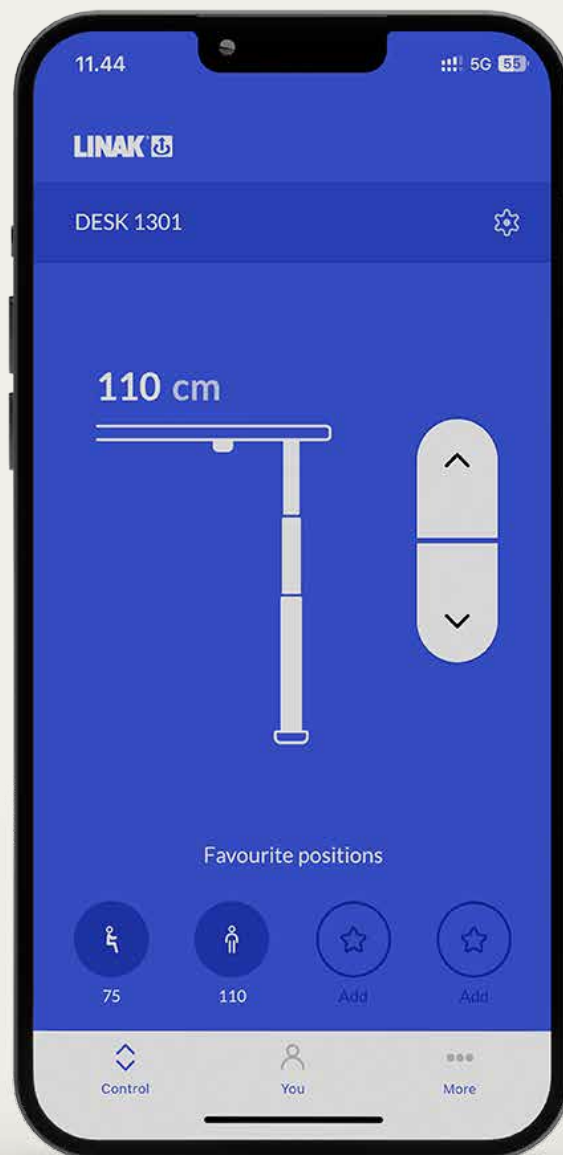 11.44 5G 55
LINAK
DESK 1301
110 cm
Favourite positions
75 110 Add Add
Control You More